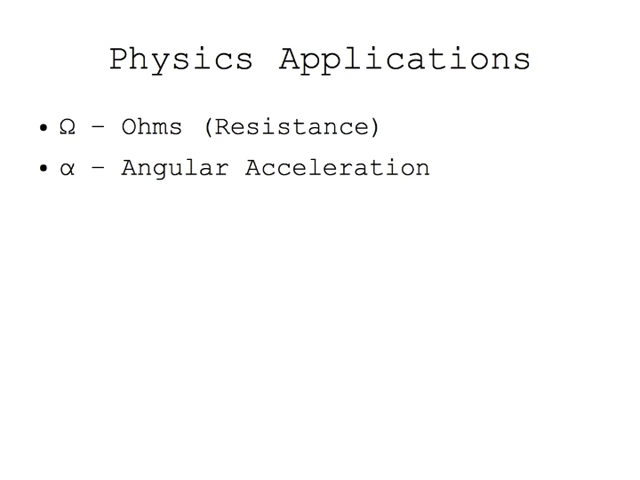 Physics Applications
• Ω – Ohms (Resistance)
• α – Angular Acceleration